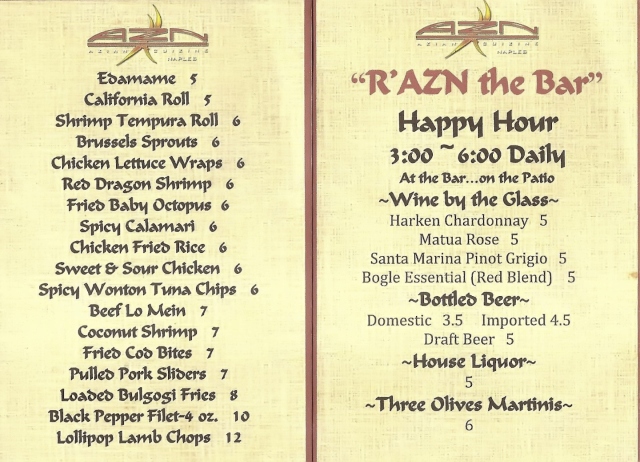 AZN
ASIAN CUISINE
NAPLES
Edamame 5
California Roll 5
Shrimp Tempura Roll 6
Brussels Sprouts 6
Chicken Lettuce Wraps 6
Red Dragon Shrimp 6
Fried Baby Octopus 6
Spicy Calamari 6
Chicken Fried Rice 6
Sweet & Sour Chicken 6
Spicy Wonton Tuna Chips 6
Beef Lo Mein 7
Coconut Shrimp 7
Fried Cod Bites 7
Pulled Pork Sliders 7
Loaded Bulgogi Fries 8
Black Pepper Filet-4 oz. 10
Lollipop Lamb Chops 12
AZN
ASIAN CUISINE
NAPLES
"R'AZN the Bar"
Happy Hour
3:00 ~ 6:00 Daily
At the Bar...on the Patio
~Wine by the Glass~
Harken Chardonnay 5
Matua Rose 5
Santa Marina Pinot Grigio 5
Bogle Essential (Red Blend) 5
~Bottled Beer~
Domestic 3.5 Imported 4.5
Draft Beer 5
~House Liquor~
5
~Three Olives Martinis~
6